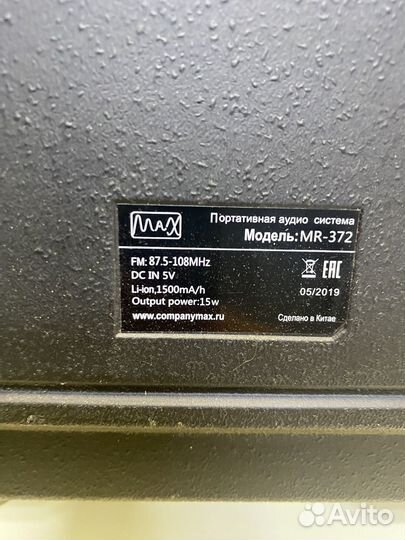 MAX
Портативная аудио система
Модель:MR-372
FM: 87.5-108MHz
DC IN 5V
Li-ion,1500mA/h
Output power:15w
www.companymax.ru
EAC
05/2019
Сделано в Китае
Avito